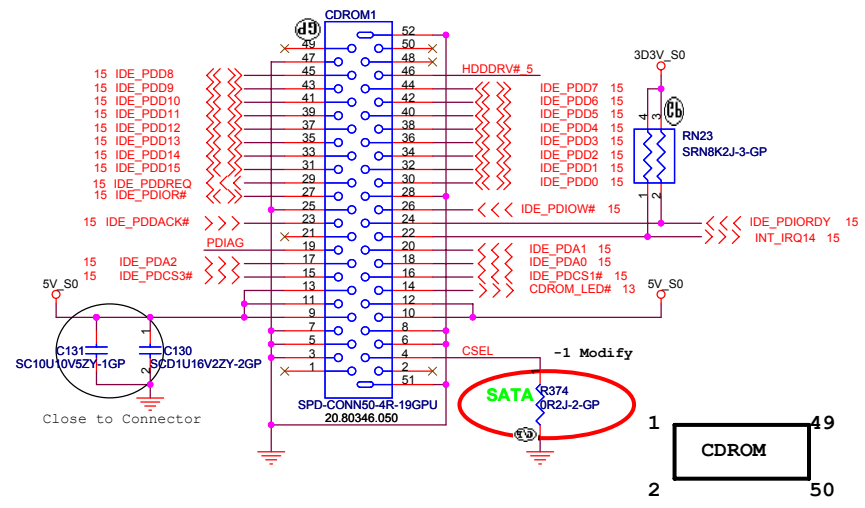 CDROM1
GP
52
49 50
47 48
45 46 HDDDRV#_5
3D3V_S0
15 IDE_PDD8 43 44 IDE_PDD7 15
15 IDE_PDD9 41 42 IDE_PDD6 15
15 IDE_PDD10 39 40 IDE_PDD5 15
15 IDE_PDD11 37 38 IDE_PDD4 15
15 IDE_PDD12 35 36 IDE_PDD3 15
15 IDE_PDD13 33 34 IDE_PDD2 15
15 IDE_PDD14 31 32 IDE_PDD1 15
15 IDE_PDD15 29 30 IDE_PDD0 15
4 3
RN23
SRN8K2J-3-GP
1 2
15 IDE_PDDREQ
15 IDE_PDIOR# 27 28
25 26 IDE_PDIOW# 15
15 IDE_PDDACK# 23 24 IDE_PDIORDY 15
21 22 INT_IRQ14 15
PDIAG 19 20 IDE_PDA1 15
15 IDE_PDA2 17 18 IDE_PDA0 15
15 IDE_PDCS3# 15 16 IDE_PDCS1# 15
13 14 CDROM_LED# 13
5V_S0 11 12 5V_S0
9 10
7 8
5 6
3 4 CSEL
1 2
51
-1 Modify
1
C131 C130
SC10U10V5ZY-1GP SCD1U16V2ZY-2GP
2
Close to Connector
SPD-CONN50-4R-19GPU
20.80346.050
SATA R374
0R2J-2-GP
1 49
CDROM
2 50